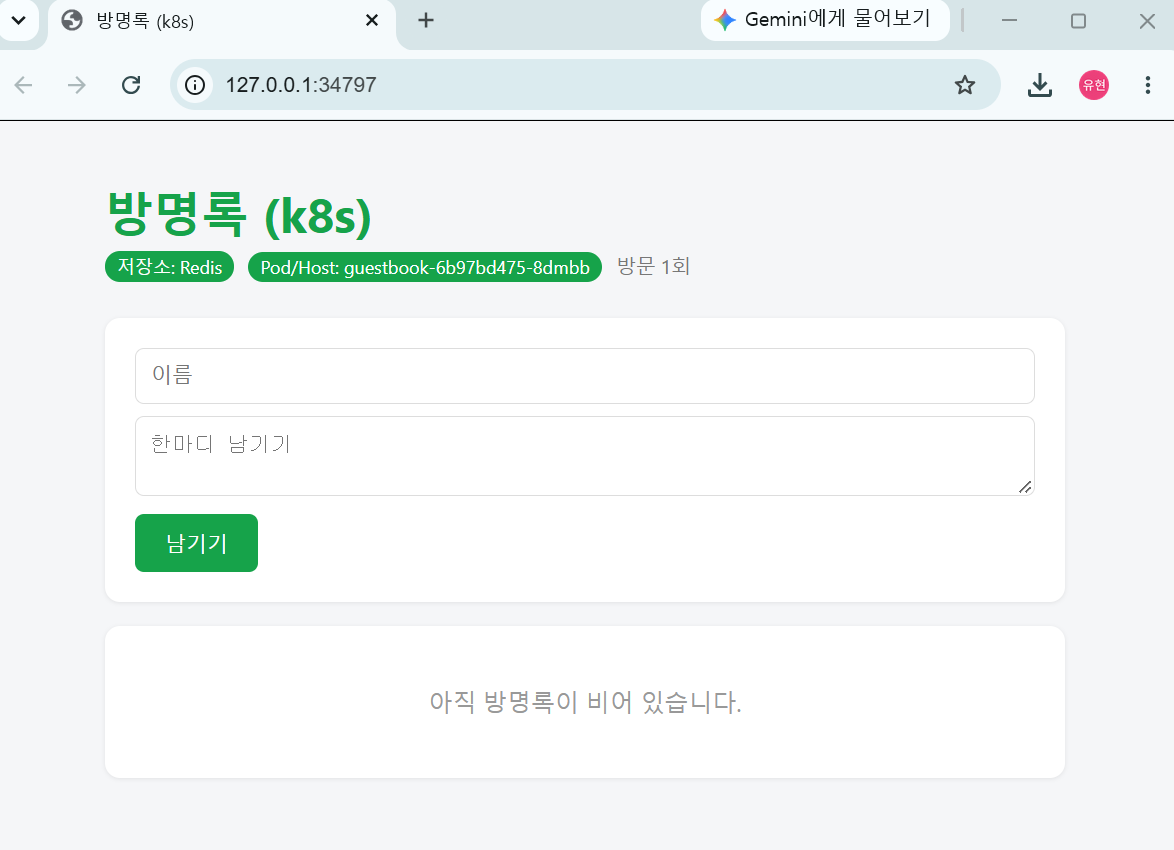 방명록 (k8s)
Gemini에게 물어보기
127.0.0.1:34797
유현
방명록 (k8s)
저장소: Redis Pod/Host: guestbook-6b97bd475-8dmbb 방문 1회
이름
한마디 남기기
남기기
아직 방명록이 비어 있습니다.